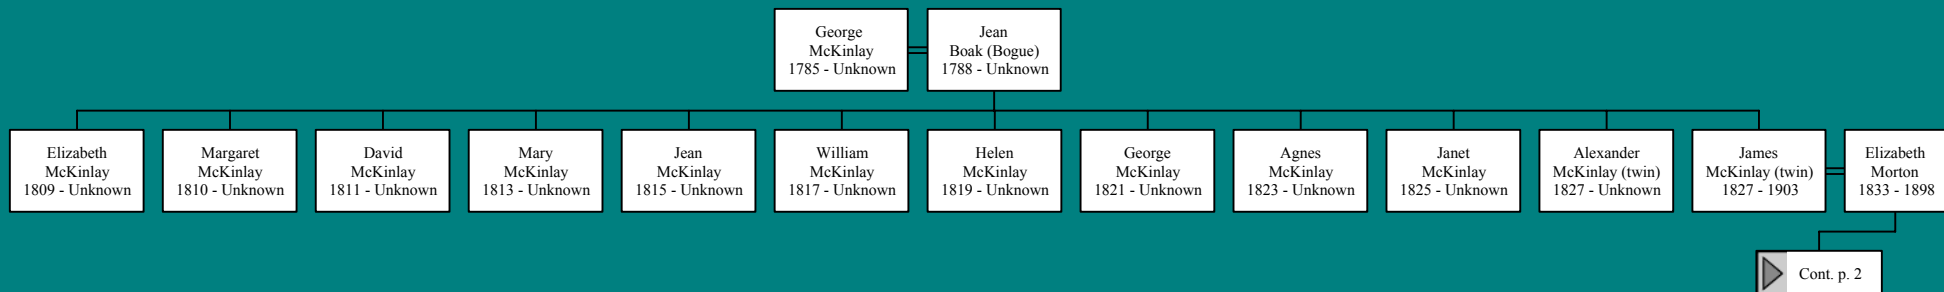 George
McKinlay
1785 - Unknown
Jean
Boak (Bogue)
1788 - Unknown
Elizabeth
McKinlay
1809 - Unknown
Margaret
McKinlay
1810 - Unknown
David
McKinlay
1811 - Unknown
Mary
McKinlay
1813 - Unknown
Jean
McKinlay
1815 - Unknown
William
McKinlay
1817 - Unknown
Helen
McKinlay
1819 - Unknown
George
McKinlay
1821 - Unknown
Agnes
McKinlay
1823 - Unknown
Janet
McKinlay
1825 - Unknown
Alexander
McKinlay (twin)
1827 - Unknown
James
McKinlay (twin)
1827 - 1903
Elizabeth
Morton
1833 - 1898
Cont. p. 2